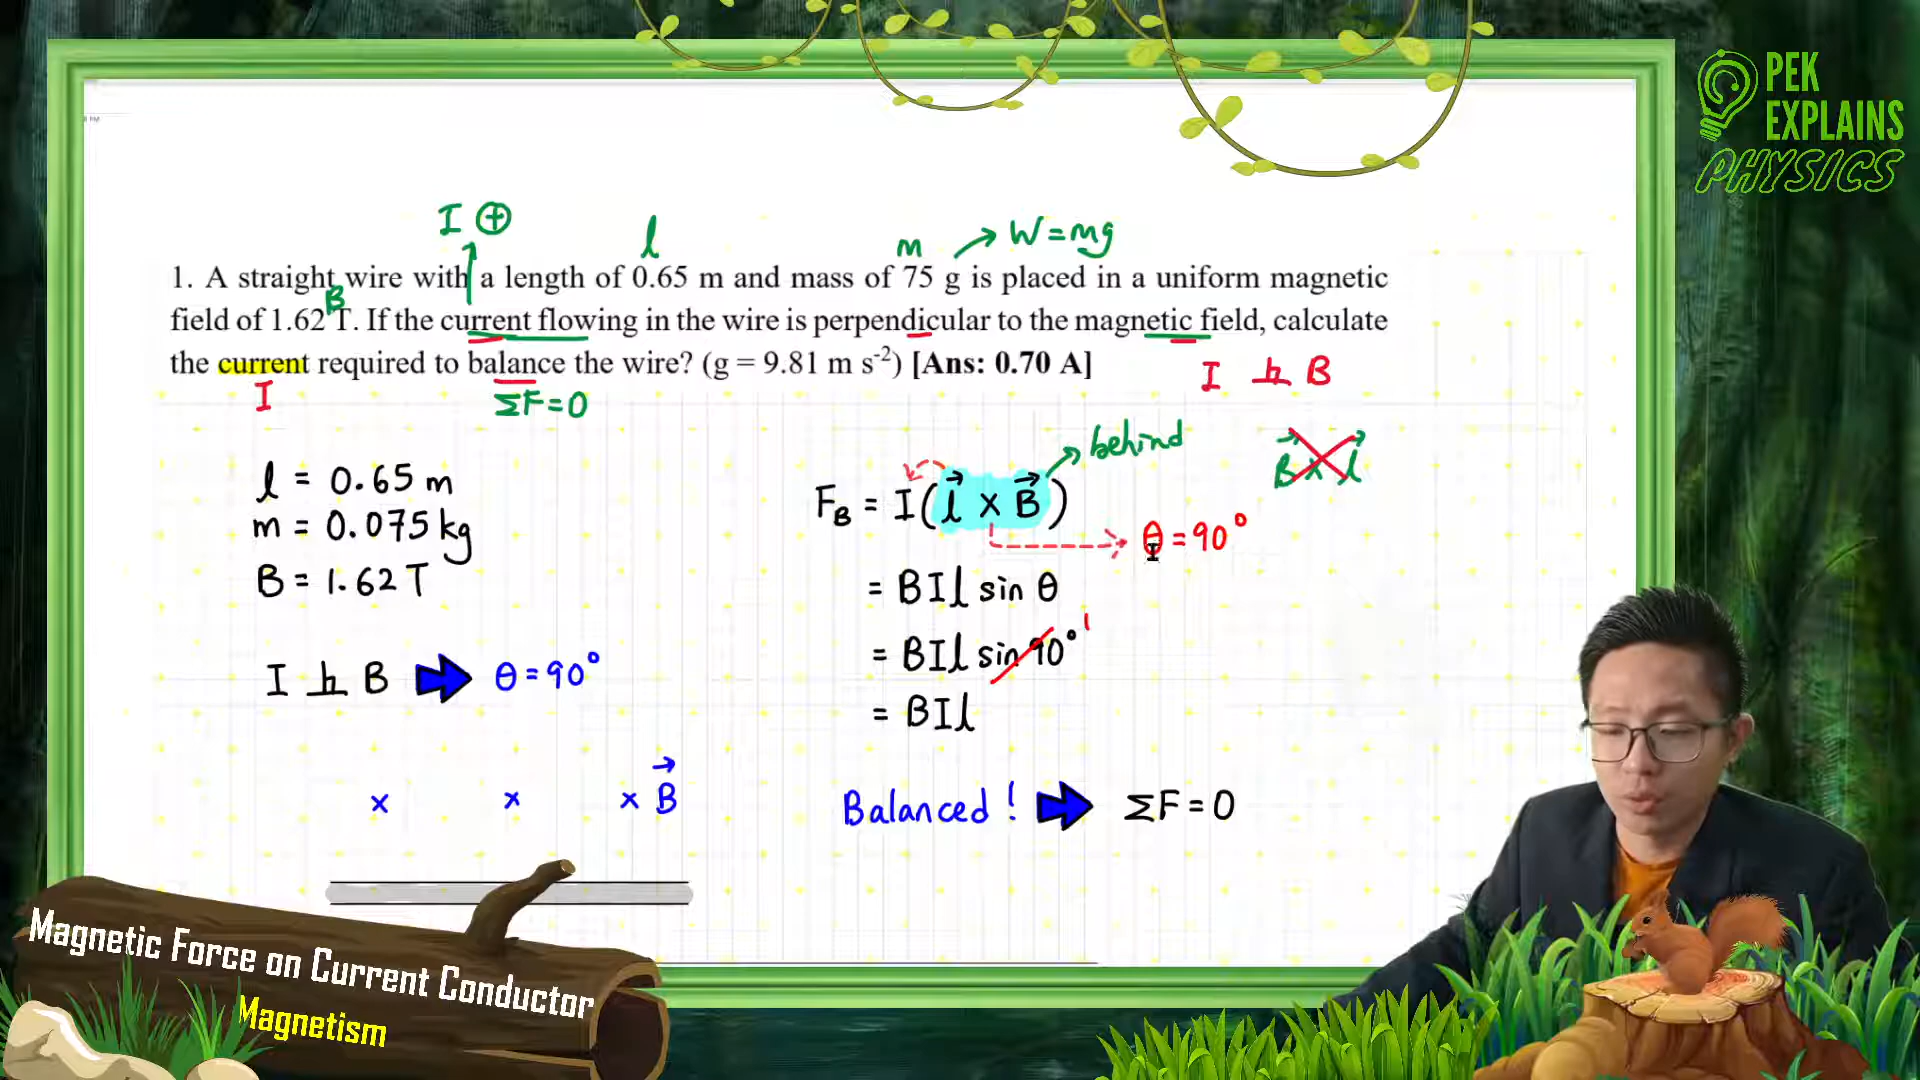 PEK
EXPLAINS
PHYSICS
I ⊕
l
m → W=mg
1. A straight wire with a length of 0.65 m and mass of 75 g is placed in a uniform magnetic
B
field of 1.62 T. If the current flowing in the wire is perpendicular to the magnetic field, calculate
the current required to balance the wire? (g = 9.81 m s⁻²) [Ans: 0.70 A]
I
ΣF=0
I ⊥ B
l = 0.65 m
m = 0.075 kg
B = 1.62 T
I ⊥ B ➡ θ=90°
behind
B⃗ x l⃗
F_B = I(l⃗ x B⃗)
θ=90°
= BIl sin θ
= BIl sin 90° 1
= BIl
x x x B⃗
Balanced! ➡ ΣF=0
Magnetic Force on Current Conductor
Magnetism